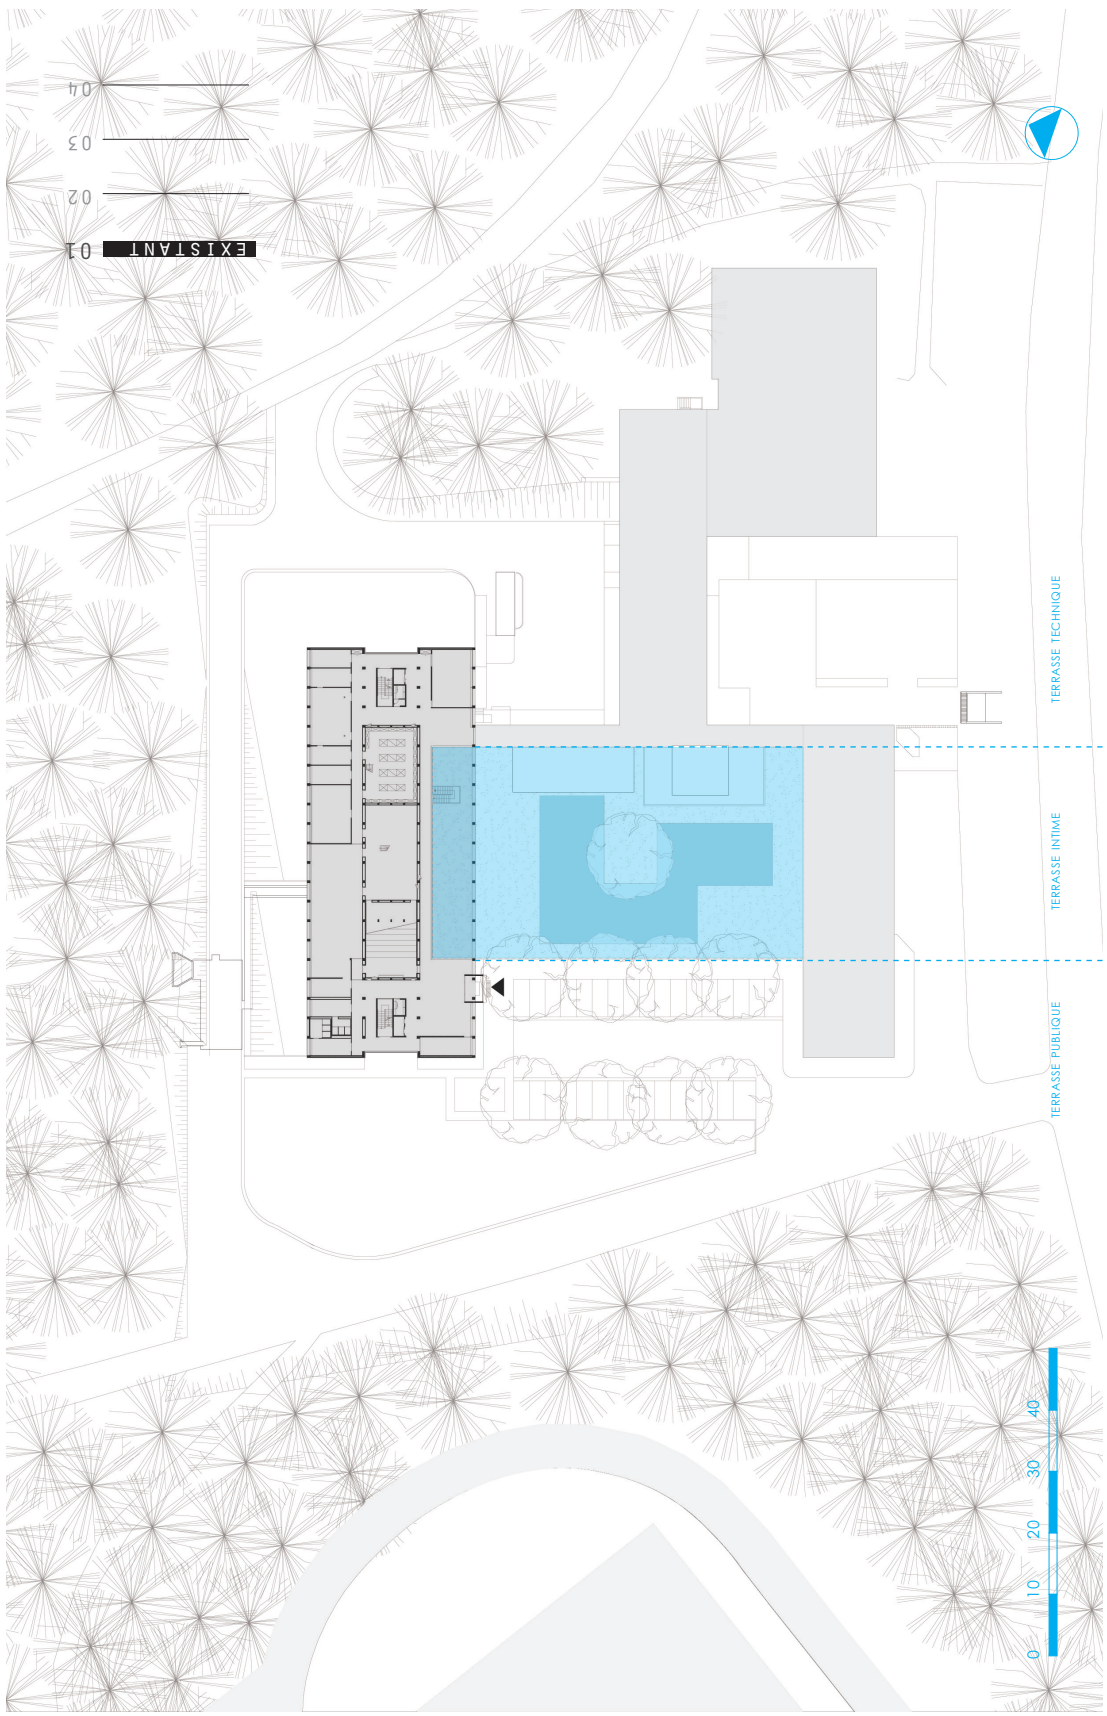 04
03
02
01 EXISTANT
TERRASSE TECHNIQUE
TERRASSE INTIME
TERRASSE PUBLIQUE
0 10 20 30 40